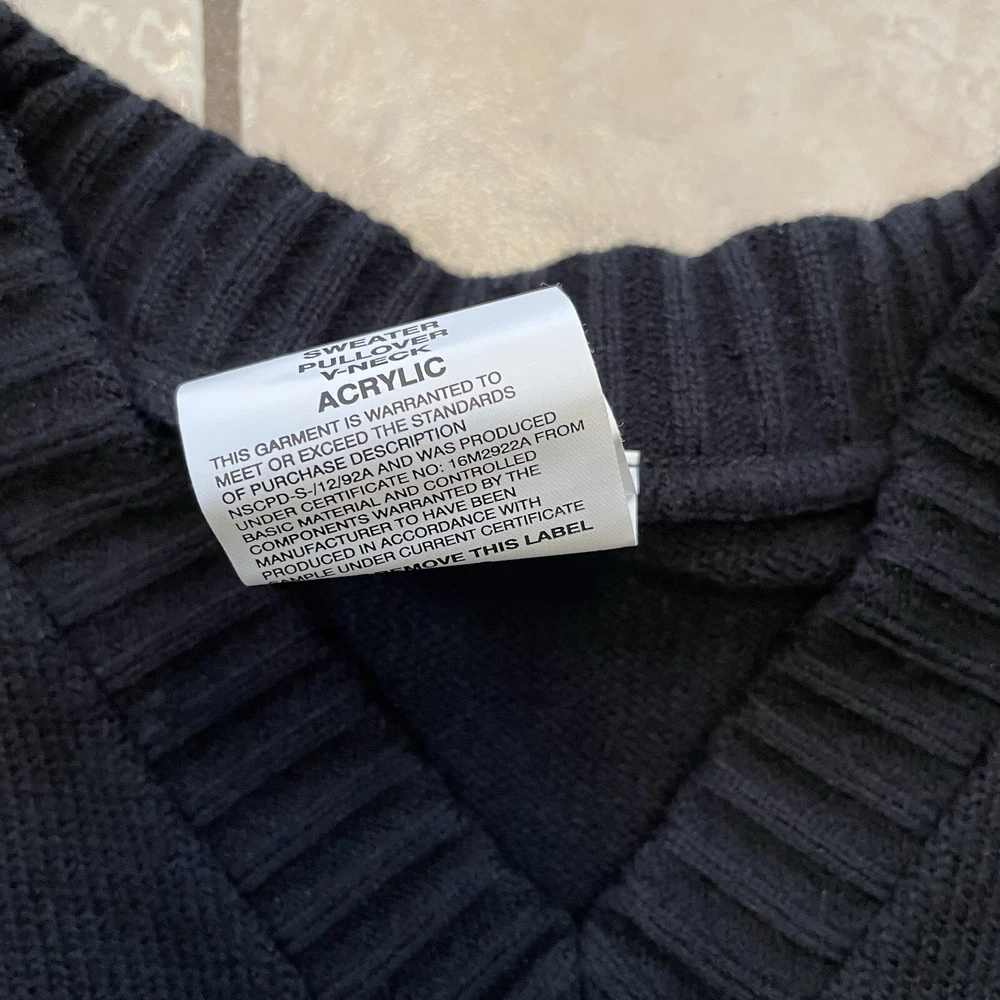 SWEATER
PULLOVER
V-NECK
ACRYLIC
THIS GARMENT IS WARRANTED TO
MEET OR EXCEED THE STANDARDS
OF PURCHASE DESCRIPTION
NSCPD-S-/12/92A AND WAS PRODUCED
UNDER CERTIFICATE NO: 16M2922A FROM
BASIC MATERIAL AND CONTROLLED
COMPONENTS WARRANTED BY THE
MANUFACTURER TO HAVE BEEN
PRODUCED IN ACCORDANCE WITH
SAMPLE UNDER CURRENT CERTIFICATE
REMOVE THIS LABEL